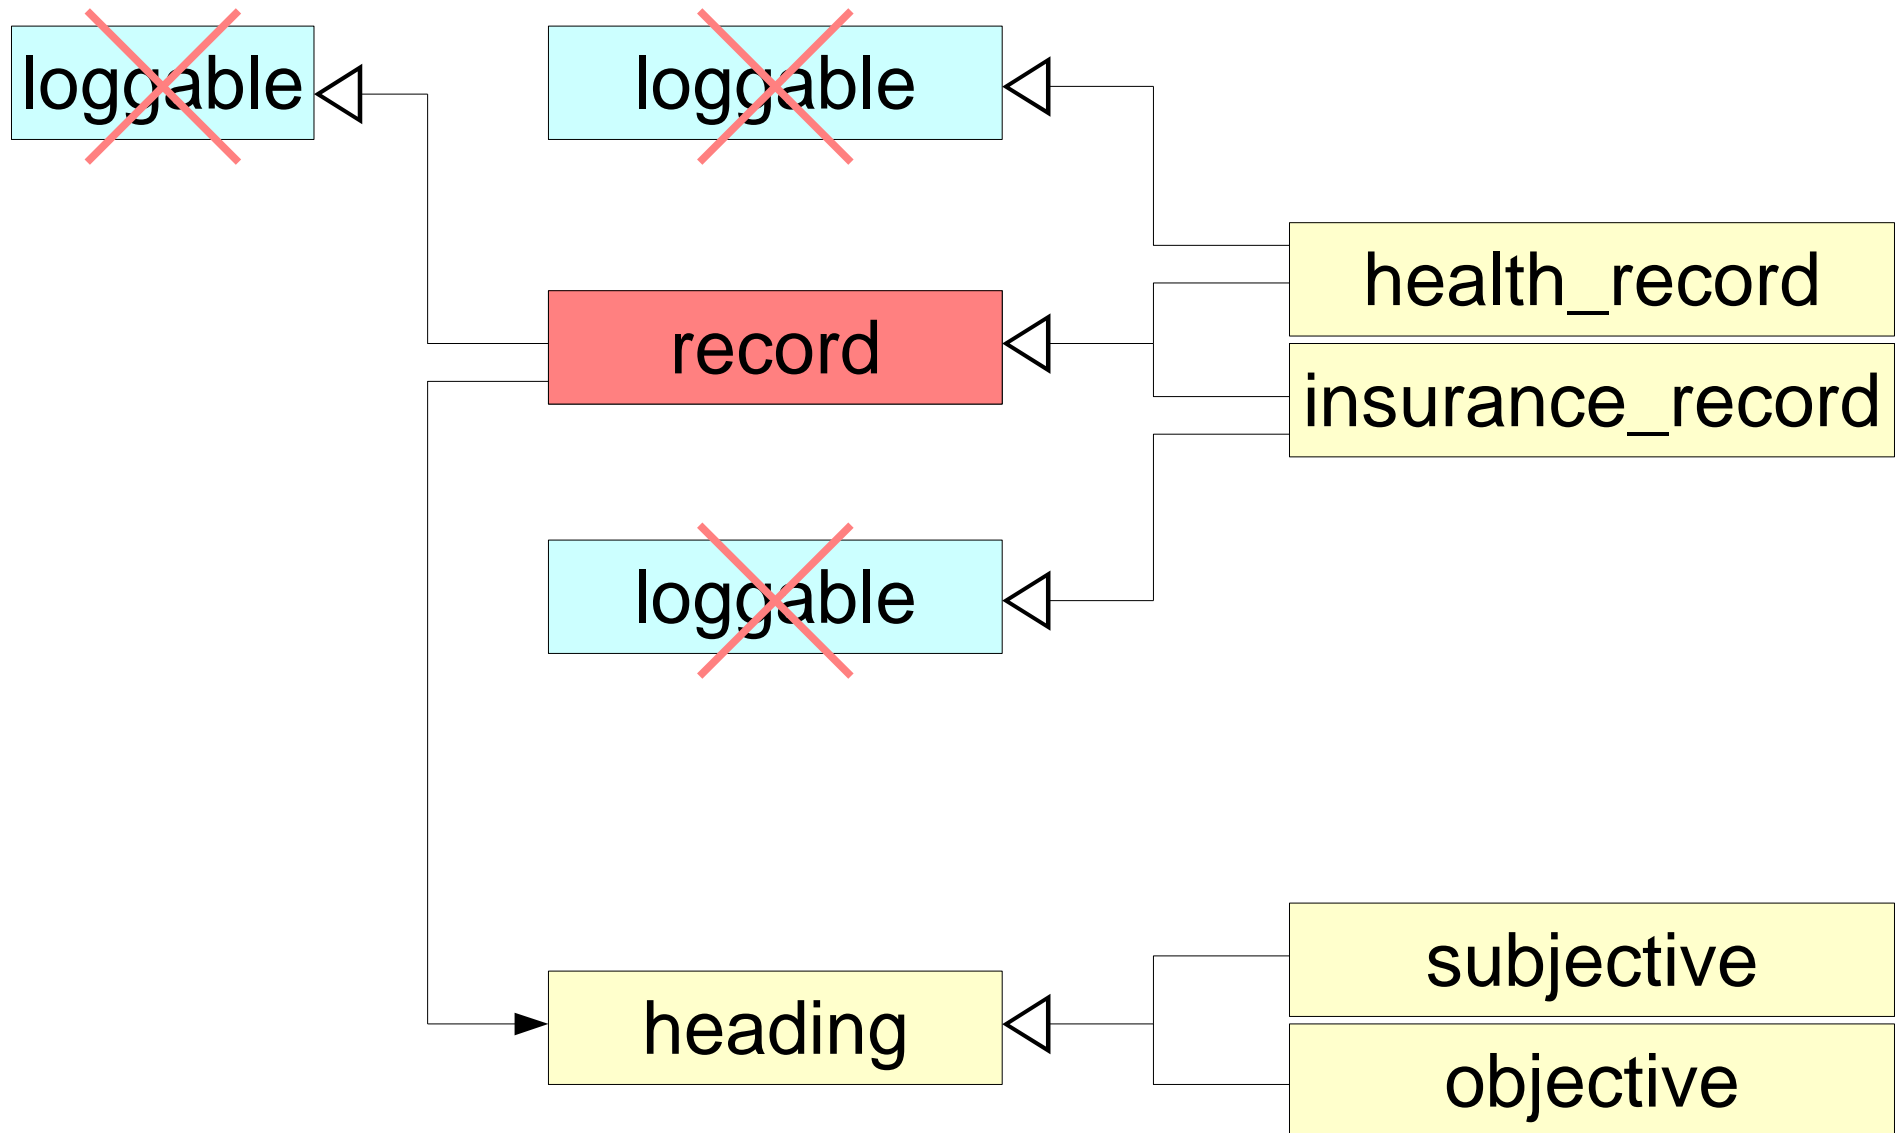 loggable
loggable
health_record
record
insurance_record
loggable
subjective
heading
objective